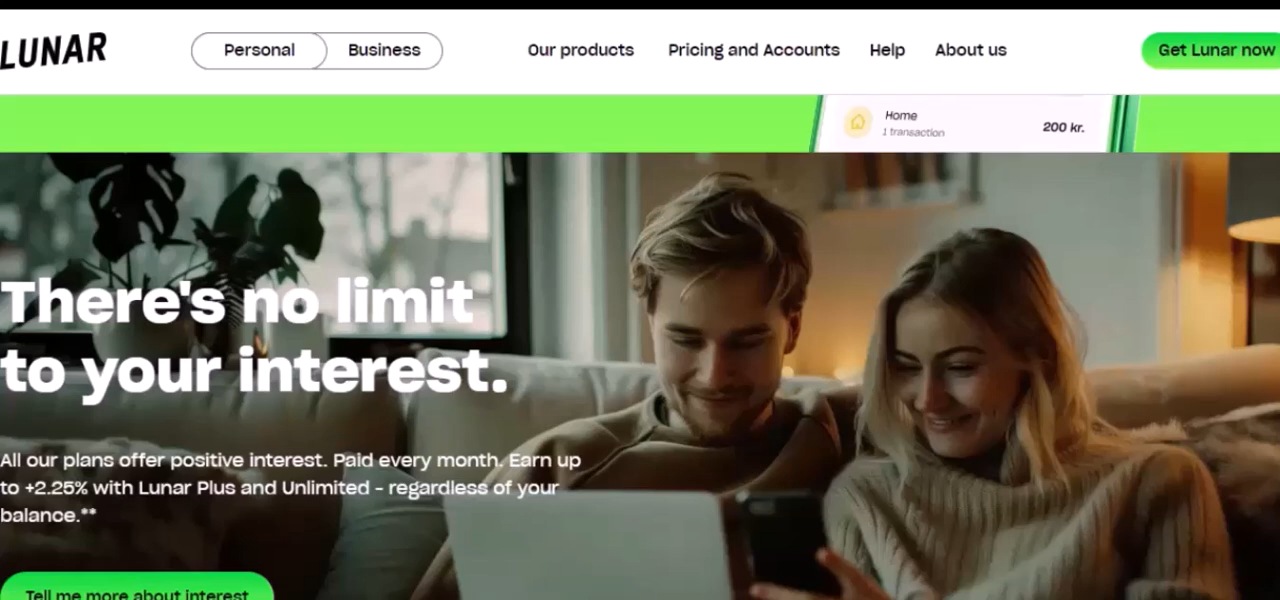 LUNAR
Personal
Business
Our products
Pricing and Accounts
Help
About us
Get Lunar now
Home
1 transaction
200 kr.
There's no limit
to your interest.
All our plans offer positive interest. Paid every month. Earn up
to +2.25% with Lunar Plus and Unlimited - regardless of your
balance.**
Tell me more about interest